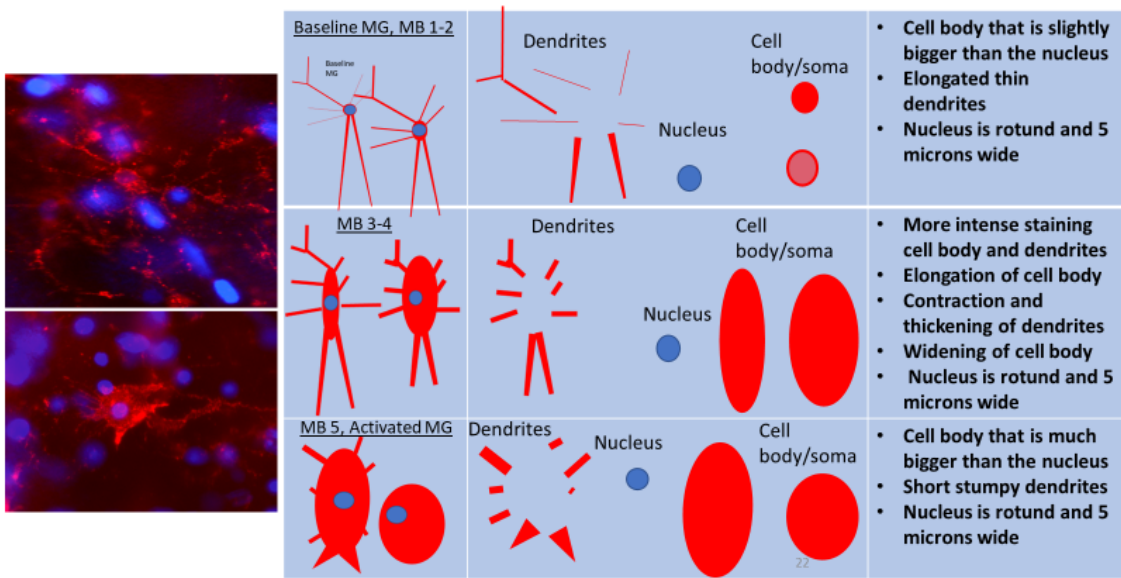 Baseline MG, MB 1-2
Baseline
MG
Dendrites
Nucleus
Cell
body/soma
• Cell body that is slightly
bigger than the nucleus
• Elongated thin
dendrites
• Nucleus is rotund and 5
microns wide
MB 3-4
Dendrites
Nucleus
Cell
body/soma
• More intense staining
cell body and dendrites
• Elongation of cell body
• Contraction and
thickening of dendrites
• Widening of cell body
• Nucleus is rotund and 5
microns wide
MB 5, Activated MG
Dendrites
Nucleus
Cell
body/soma
22
• Cell body that is much
bigger than the nucleus
• Short stumpy dendrites
• Nucleus is rotund and 5
microns wide